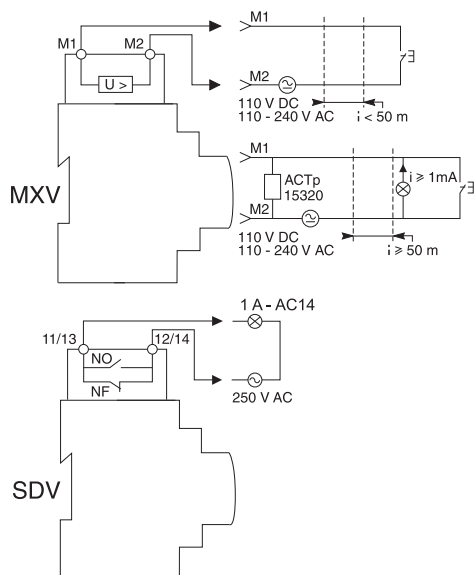 M1 M2
U >
MXV
M1
M2
110 V DC
110 - 240 V AC
i < 50 m
M1
ACTp
15320
i ⩾ 1mA
M2
110 V DC
110 - 240 V AC
i ⩾ 50 m
1 A - AC14
11/13 12/14
NO
NF
250 V AC
SDV